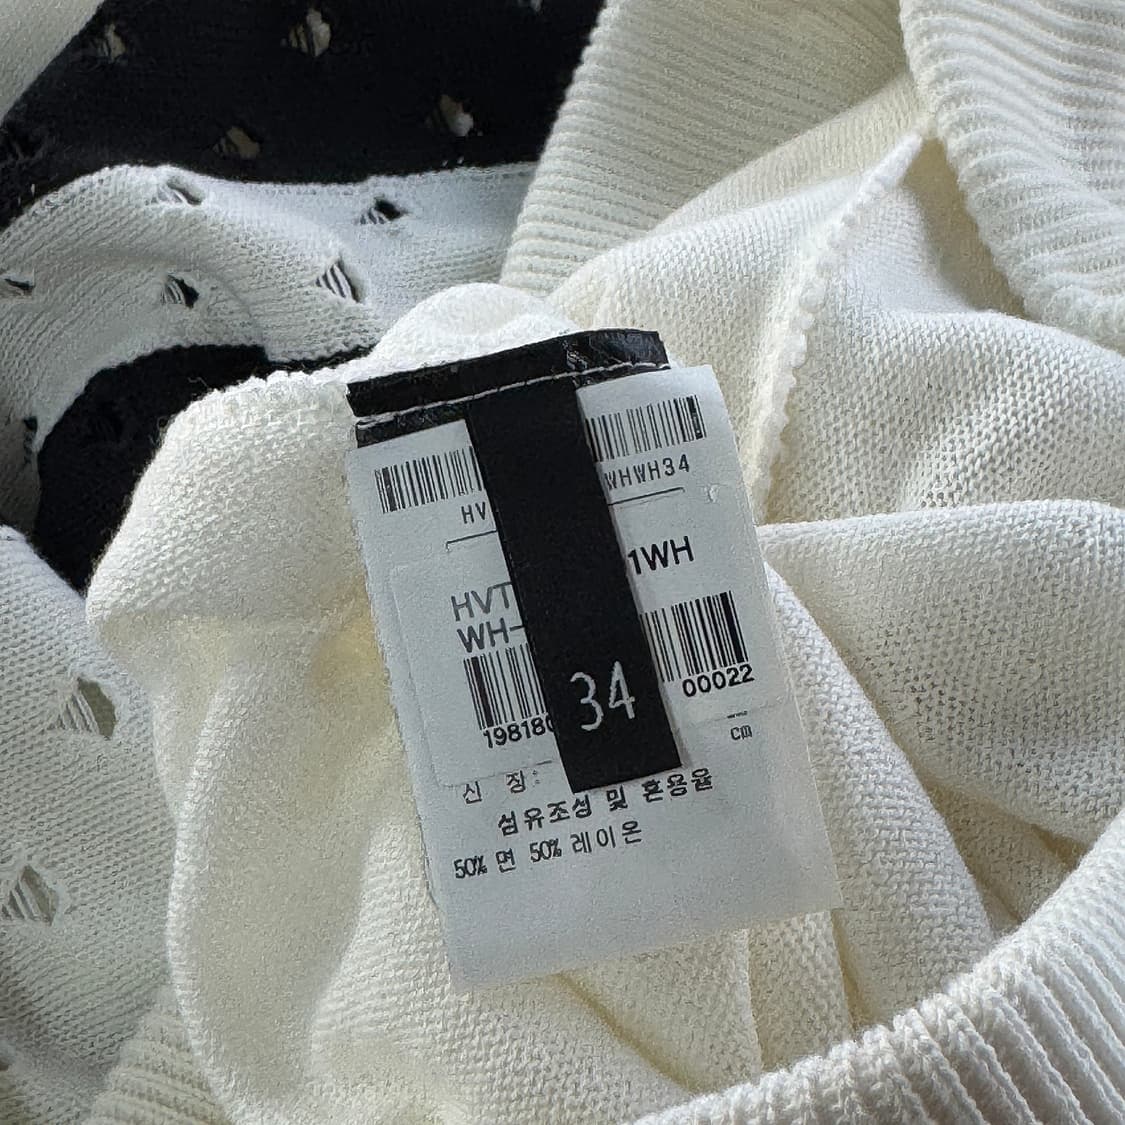 HV WHWH34
HVT 1WH
WH-
198180 00022
34
cm
신 장:
섬유조성 및 혼용율
50% 면 50% 레이온